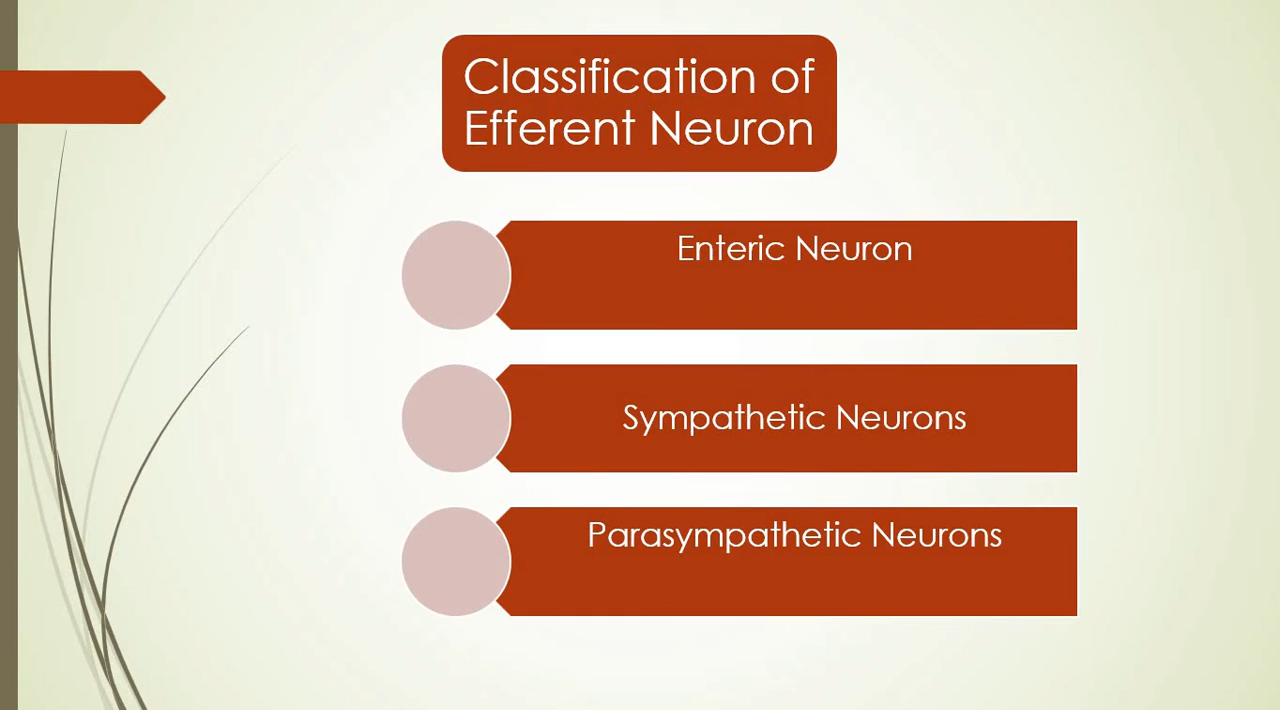 Classification of
Efferent Neuron
Enteric Neuron
Sympathetic Neurons
Parasympathetic Neurons